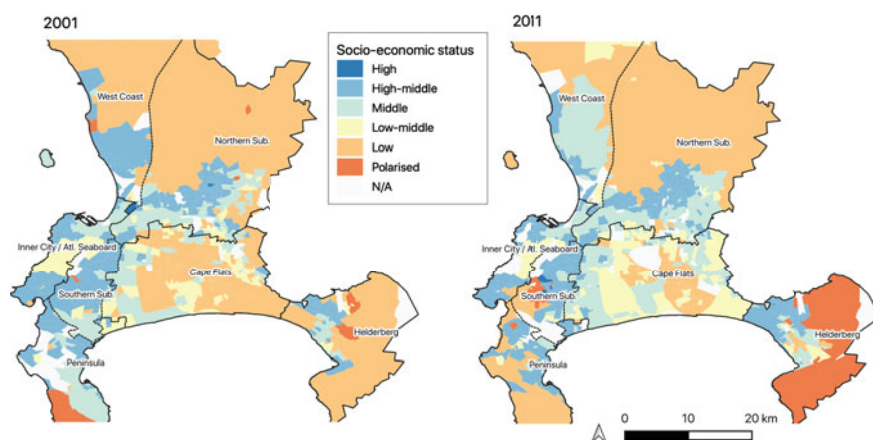 2001
West Coast
Northern Sub.
Inner City / Atl. Seaboard
Cape Flats
Southern Sub.
Helderberg
Peninsula
Socio-economic status
High
High-middle
Middle
Low-middle
Low
Polarised
N/A
2011
West Coast
Northern Sub.
Inner City / Atl. Seaboard
Cape Flats
Southern Sub.
Helderberg
Peninsula
0 10 20 km